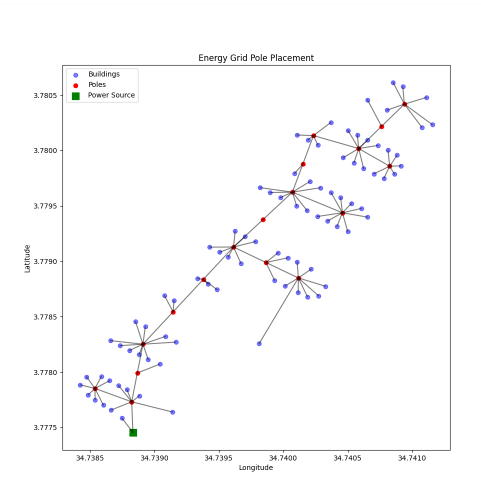 Energy Grid Pole Placement
Buildings
Poles
Power Source
3.7805
3.7800
3.7795
3.7790
3.7785
3.7780
3.7775
Latitude
34.7385 34.7390 34.7395 34.7400 34.7405 34.7410
Longitude